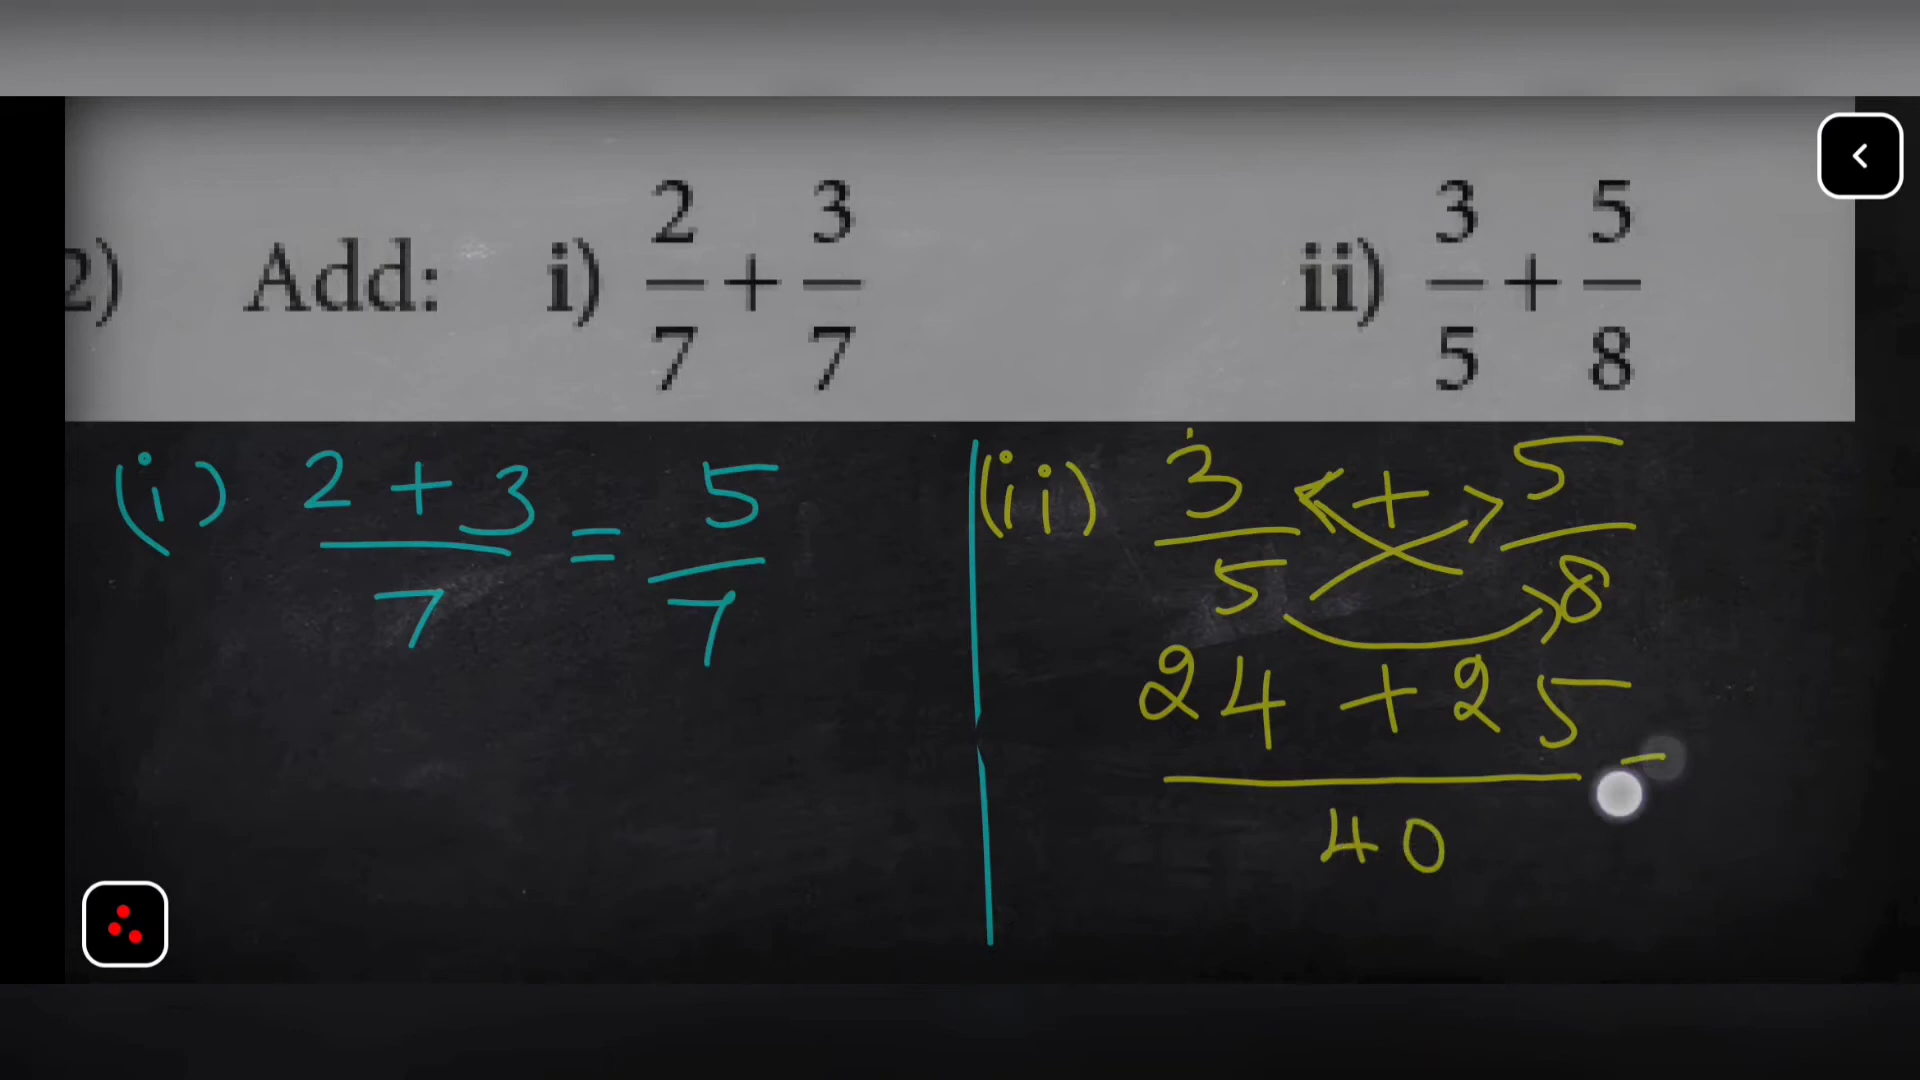 2) Add: i) 2/7 + 3/7 ii) 3/5 + 5/8
(i) 2 + 3 / 7 = 5/7
(ii) 3/5 + 5/8
24 + 25 / 40 =